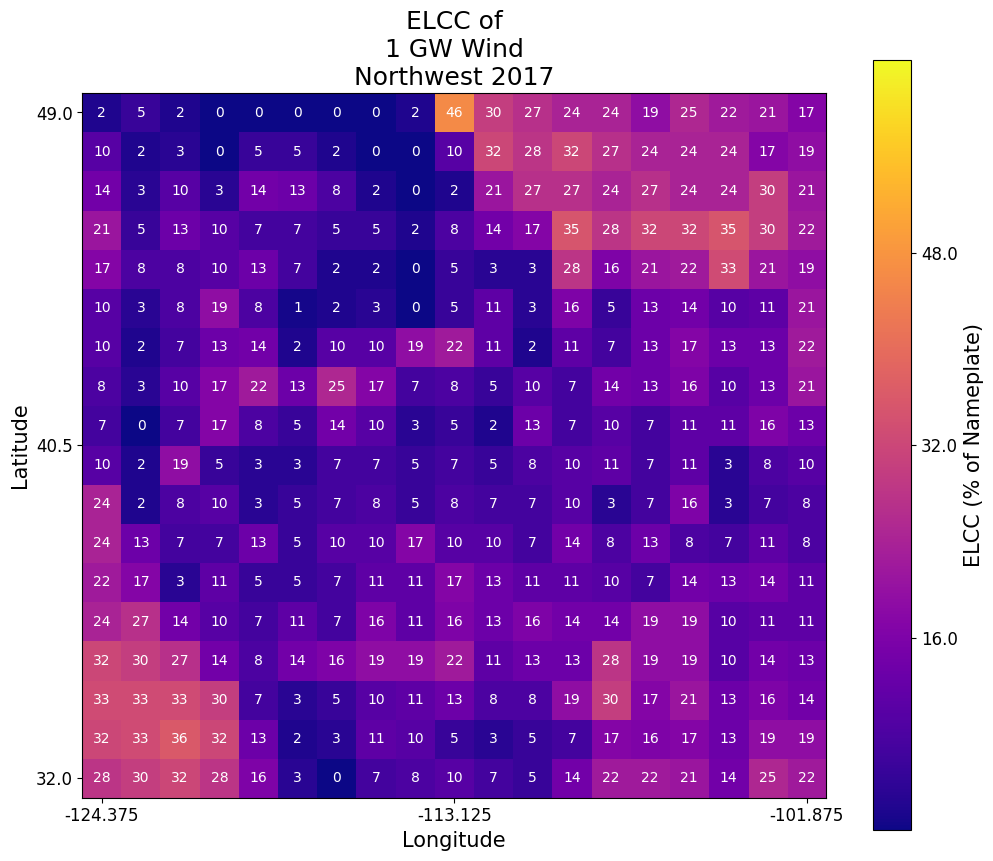 ELCC of
1 GW Wind
Northwest 2017
49.0 2 5 2 0 0 0 0 0 2 46 30 27 24 24 19 25 22 21 17
10 2 3 0 5 5 2 0 0 10 32 28 32 27 24 24 24 17 19
14 3 10 3 14 13 8 2 0 2 21 27 27 24 27 24 24 30 21
21 5 13 10 7 7 5 5 2 8 14 17 35 28 32 32 35 30 22
17 8 8 10 13 7 2 2 0 5 3 3 28 16 21 22 33 21 19
10 3 8 19 8 1 2 3 0 5 11 3 16 5 13 14 10 11 21
10 2 7 13 14 2 10 10 19 22 11 2 11 7 13 17 13 13 22
8 3 10 17 22 13 25 17 7 8 5 10 7 14 13 16 10 13 21
7 0 7 17 8 5 14 10 3 5 2 13 7 10 7 11 11 16 13
40.5 10 2 19 5 3 3 7 7 5 7 5 8 10 11 7 11 3 8 10
24 2 8 10 3 5 7 8 5 8 7 7 10 3 7 16 3 7 8
24 13 7 7 13 5 10 10 17 10 10 7 14 8 13 8 7 11 8
22 17 3 11 5 5 7 11 11 17 13 11 11 10 7 14 13 14 11
24 27 14 10 7 11 7 16 11 16 13 16 14 14 19 19 10 11 11
32 30 27 14 8 14 16 19 19 22 11 13 13 28 19 19 10 14 13
33 33 33 30 7 3 5 10 11 13 8 8 19 30 17 21 13 16 14
32 33 36 32 13 2 3 11 10 5 3 5 7 17 16 17 13 19 19
32.0 28 30 32 28 16 3 0 7 8 10 7 5 14 22 22 21 14 25 22
-124.375 -113.125 -101.875
Longitude
Latitude
48.0
32.0
16.0
ELCC (% of Nameplate)